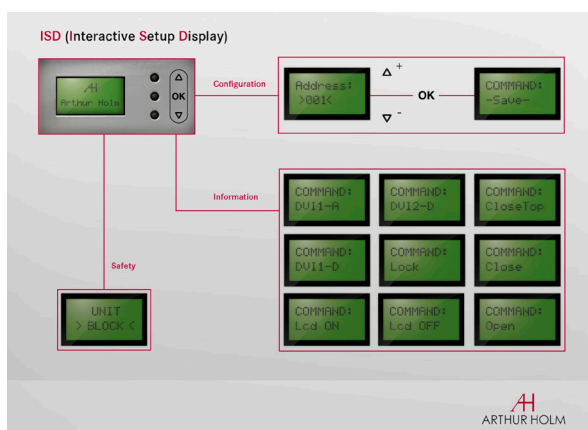 ISD (Interactive Setup Display)
AH
Arthur Holm
OK
Configuration
Address:
>001<
+
-
OK
COMMAND:
-Save-
Information
COMMAND:
DVI1-A
COMMAND:
DVI2-D
COMMAND:
CloseTop
COMMAND:
DVI1-D
COMMAND:
Lock
COMMAND:
Close
COMMAND:
Lcd ON
COMMAND:
Lcd OFF
COMMAND:
Open
Safety
UNIT
> BLOCK <
AH
ARTHUR HOLM